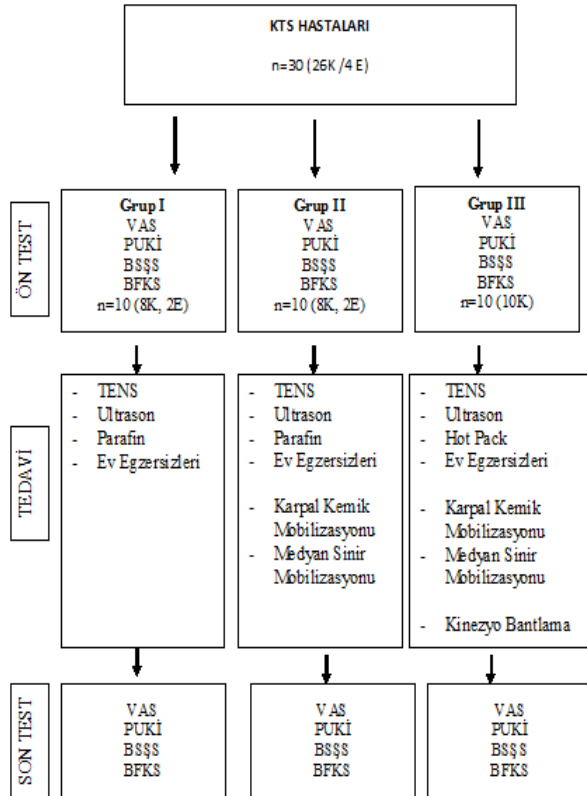 KTS HASTALARI
n=30 (26K /4 E)
ÖN TEST
Grup I
VAS
PUKİ
BSŞS
BFKS
n=10 (8K, 2E)
Grup II
VAS
PUKİ
BSŞS
BFKS
n=10 (8K, 2E)
Grup III
VAS
PUKİ
BSŞS
BFKS
n=10 (10K)
TEDAVİ
- TENS
- Ultrason
- Parafin
- Ev Egzersizleri
- TENS
- Ultrason
- Parafin
- Ev Egzersizleri
- Karpal Kemik
Mobilizasyonu
- Medyan Sinir
Mobilizasyonu
- TENS
- Ultrason
- Hot Pack
- Ev Egzersizleri
- Karpal Kemik
Mobilizasyonu
- Medyan Sinir
Mobilizasyonu
- Kinezyo Bantlama
SON TEST
VAS
PUKİ
BSŞS
BFKS
VAS
PUKİ
BSŞS
BFKS
VAS
PUKİ
BSŞS
BFKS